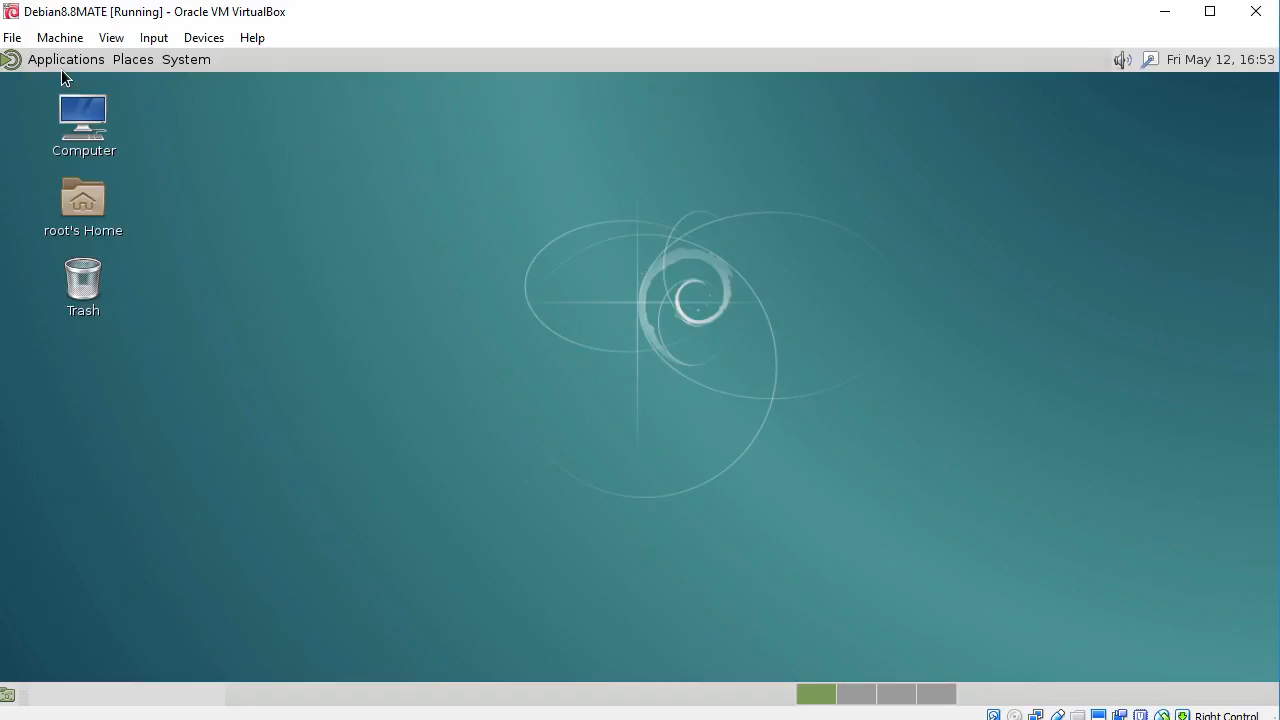 Debian8.8MATE [Running] - Oracle VM VirtualBox
File Machine View Input Devices Help
Applications Places System Fri May 12, 16:53
Computer
root's Home
Trash
Right Control